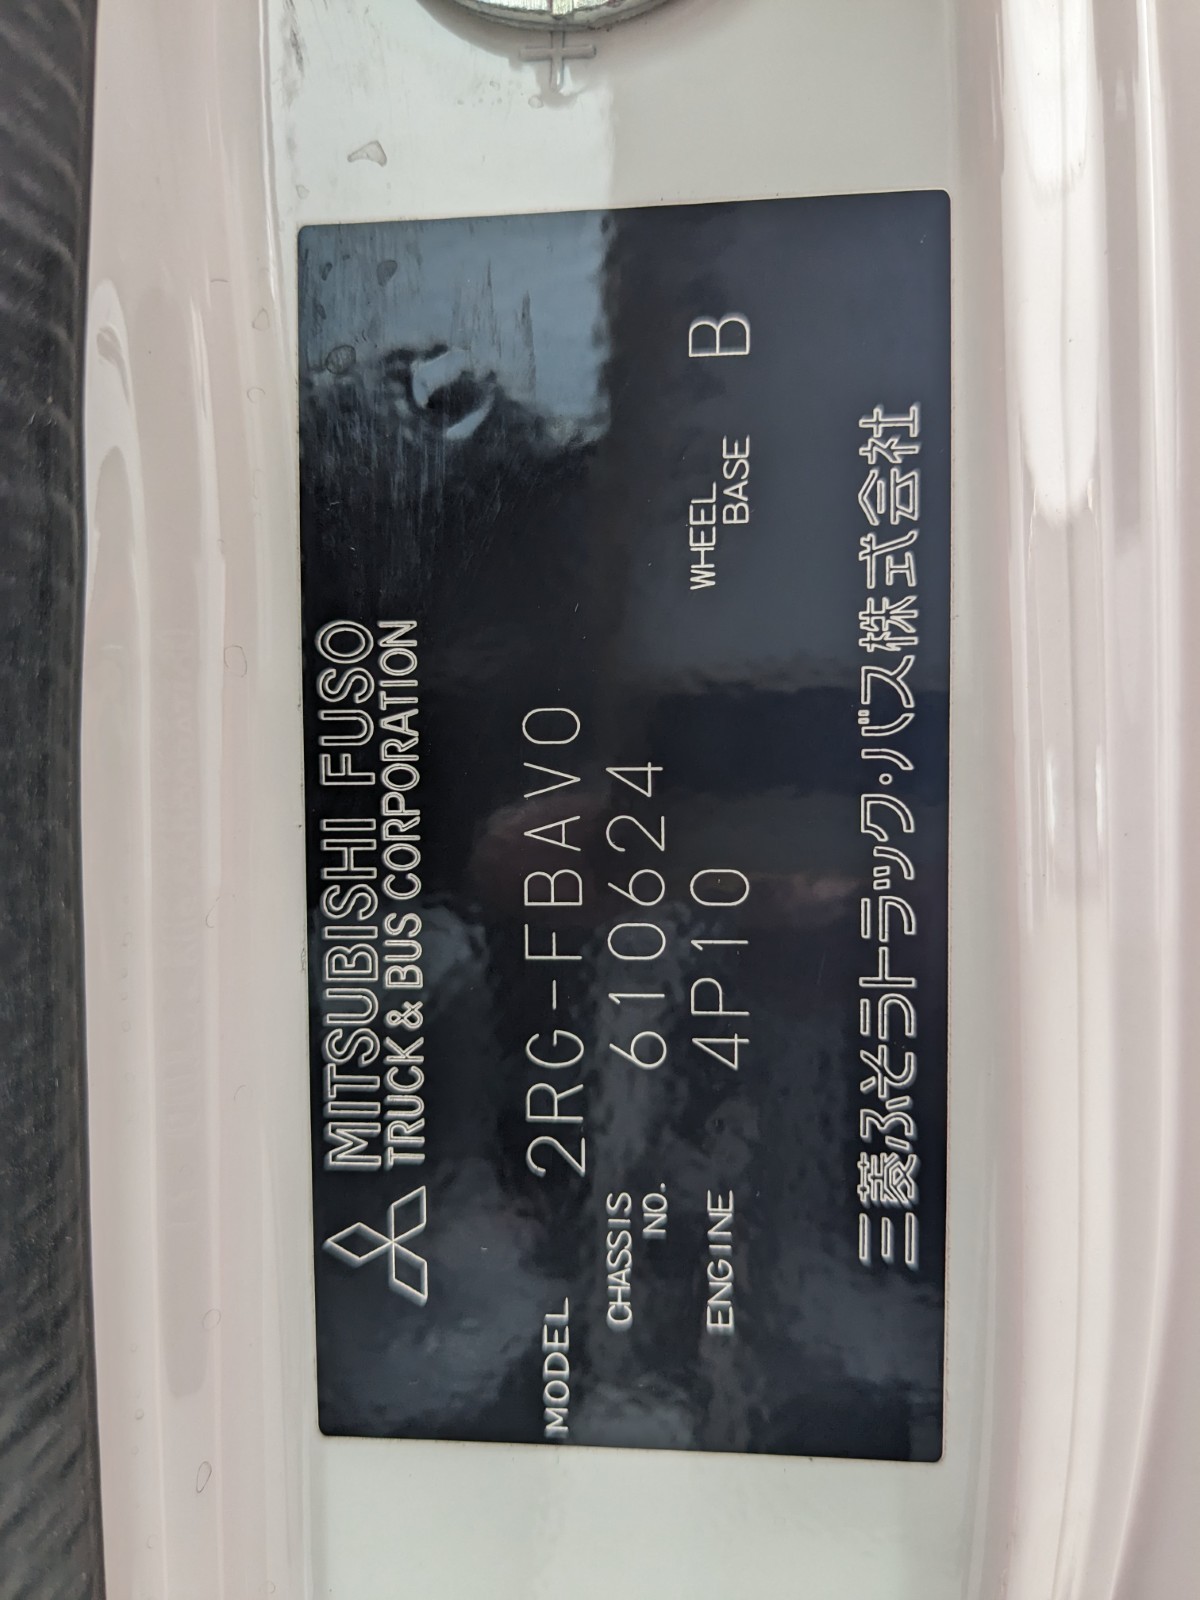 MITSUBISHI FUSO
TRUCK & BUS CORPORATION
MODEL 2RG-FBAV0
CHASSIS NO. 610624
ENGINE 4P10 WHEEL BASE B
三菱ふそうトラック・バス株式会社